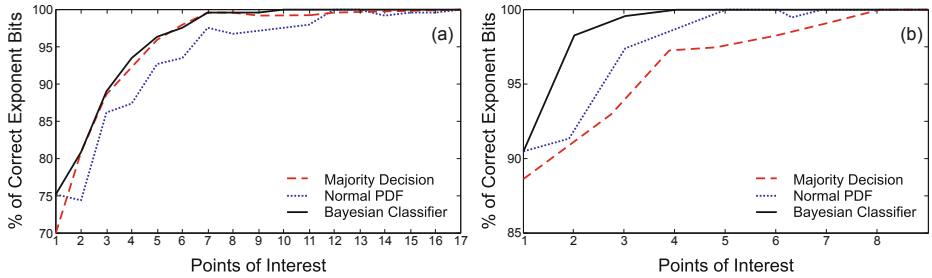 % of Correct Exponent Bits
100
95
90
85
80
75
70
(a)
Majority Decision
Normal PDF
Bayesian Classifier
1 2 3 4 5 6 7 8 9 10 11 12 13 14 15 16 17
Points of Interest
% of Correct Exponent Bits
100
95
90
85
(b)
Majority Decision
Normal PDF
Bayesian Classifier
1 2 3 4 5 6 7 8
Points of Interest